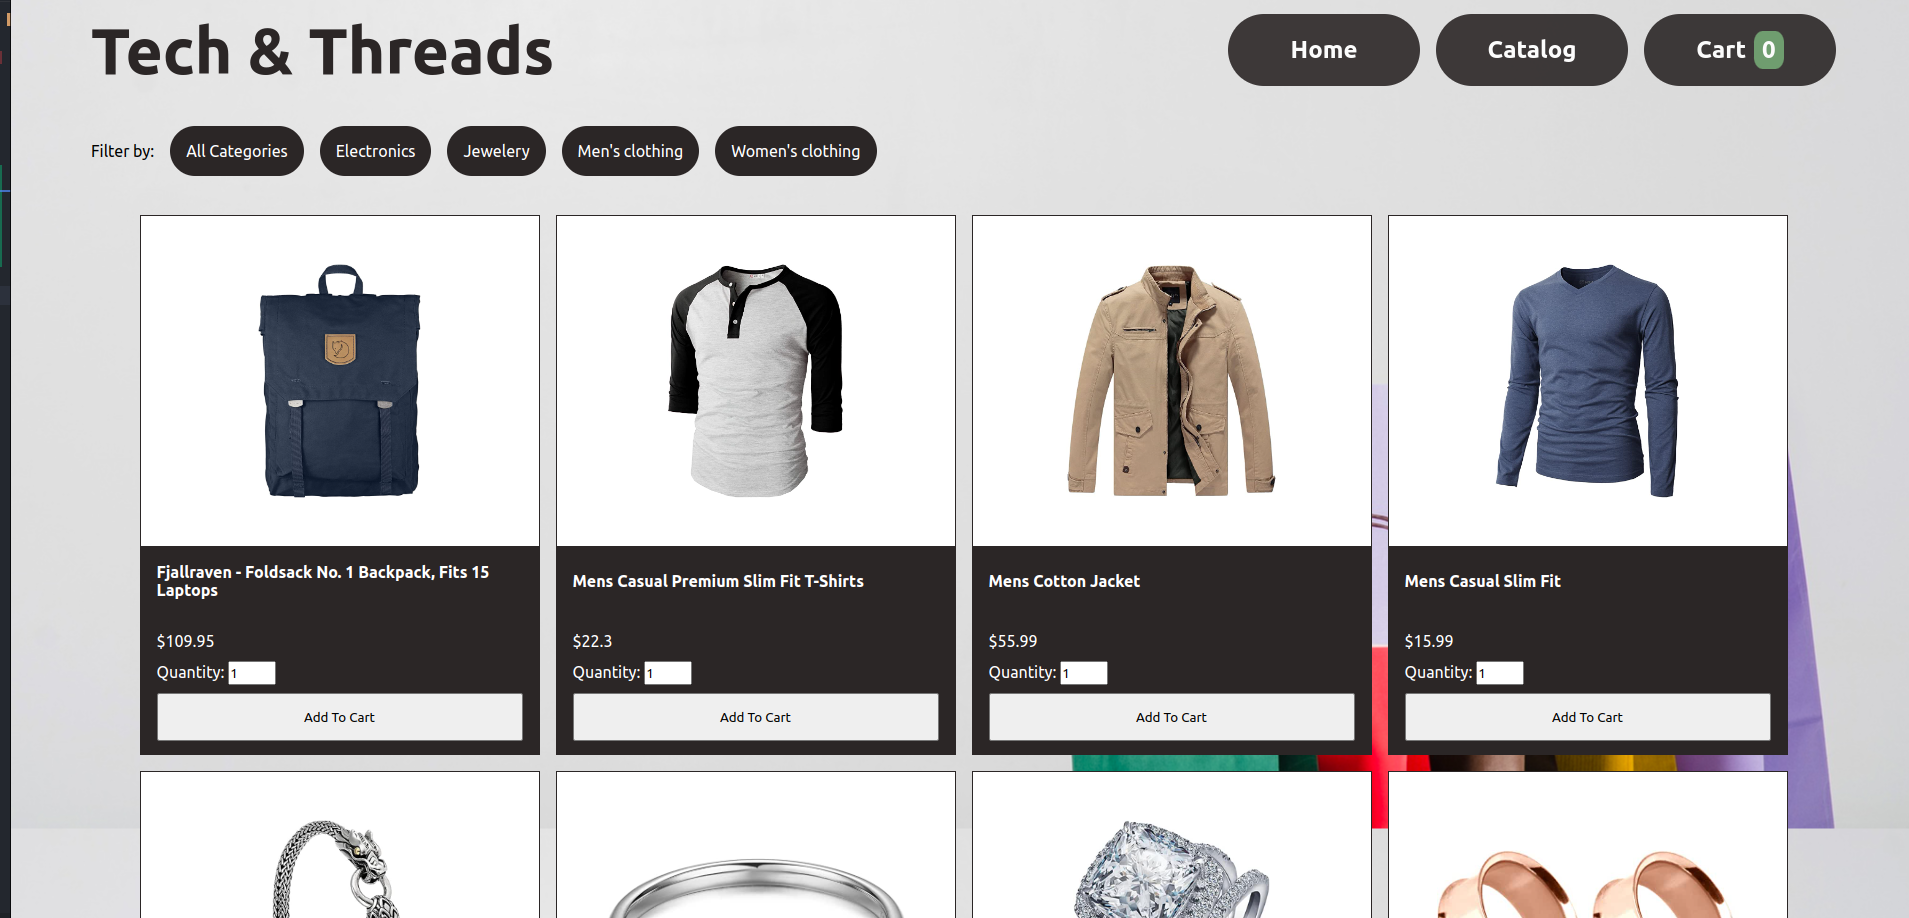 Tech & Threads
Home
Catalog
Cart 0
Filter by:
All Categories
Electronics
Jewelery
Men's clothing
Women's clothing
Fjallraven - Foldsack No. 1 Backpack, Fits 15
Laptops
$109.95
Quantity: 1
Add To Cart
Mens Casual Premium Slim Fit T-Shirts
$22.3
Quantity: 1
Add To Cart
Mens Cotton Jacket
$55.99
Quantity: 1
Add To Cart
Mens Casual Slim Fit
$15.99
Quantity: 1
Add To Cart